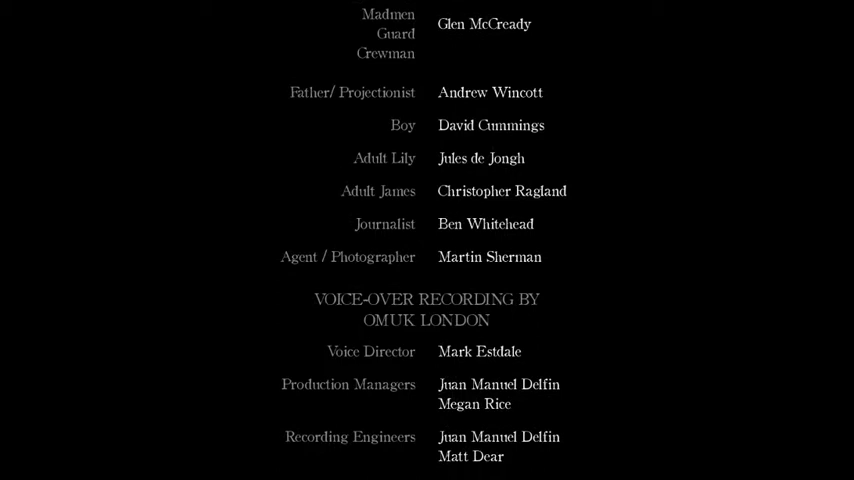 Madmen
Guard
Crewman
Glen McCready
Father/ Projectionist Andrew Wincott
Boy David Cummings
Adult Lily Jules de Jongh
Adult James Christopher Ragland
Journalist Ben Whitehead
Agent / Photographer Martin Sherman
VOICE-OVER RECORDING BY
OMUK LONDON
Voice Director Mark Estdale
Production Managers Juan Manuel Delfin
Megan Rice
Recording Engineers Juan Manuel Delfin
Matt Dear